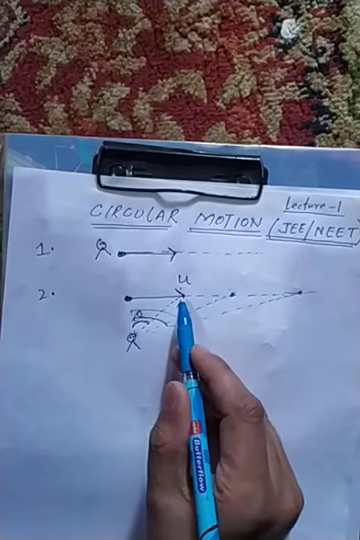 Lecture-1
CIRCULAR MOTION (JEE/NEET)
1.
2.
u
Butterflow